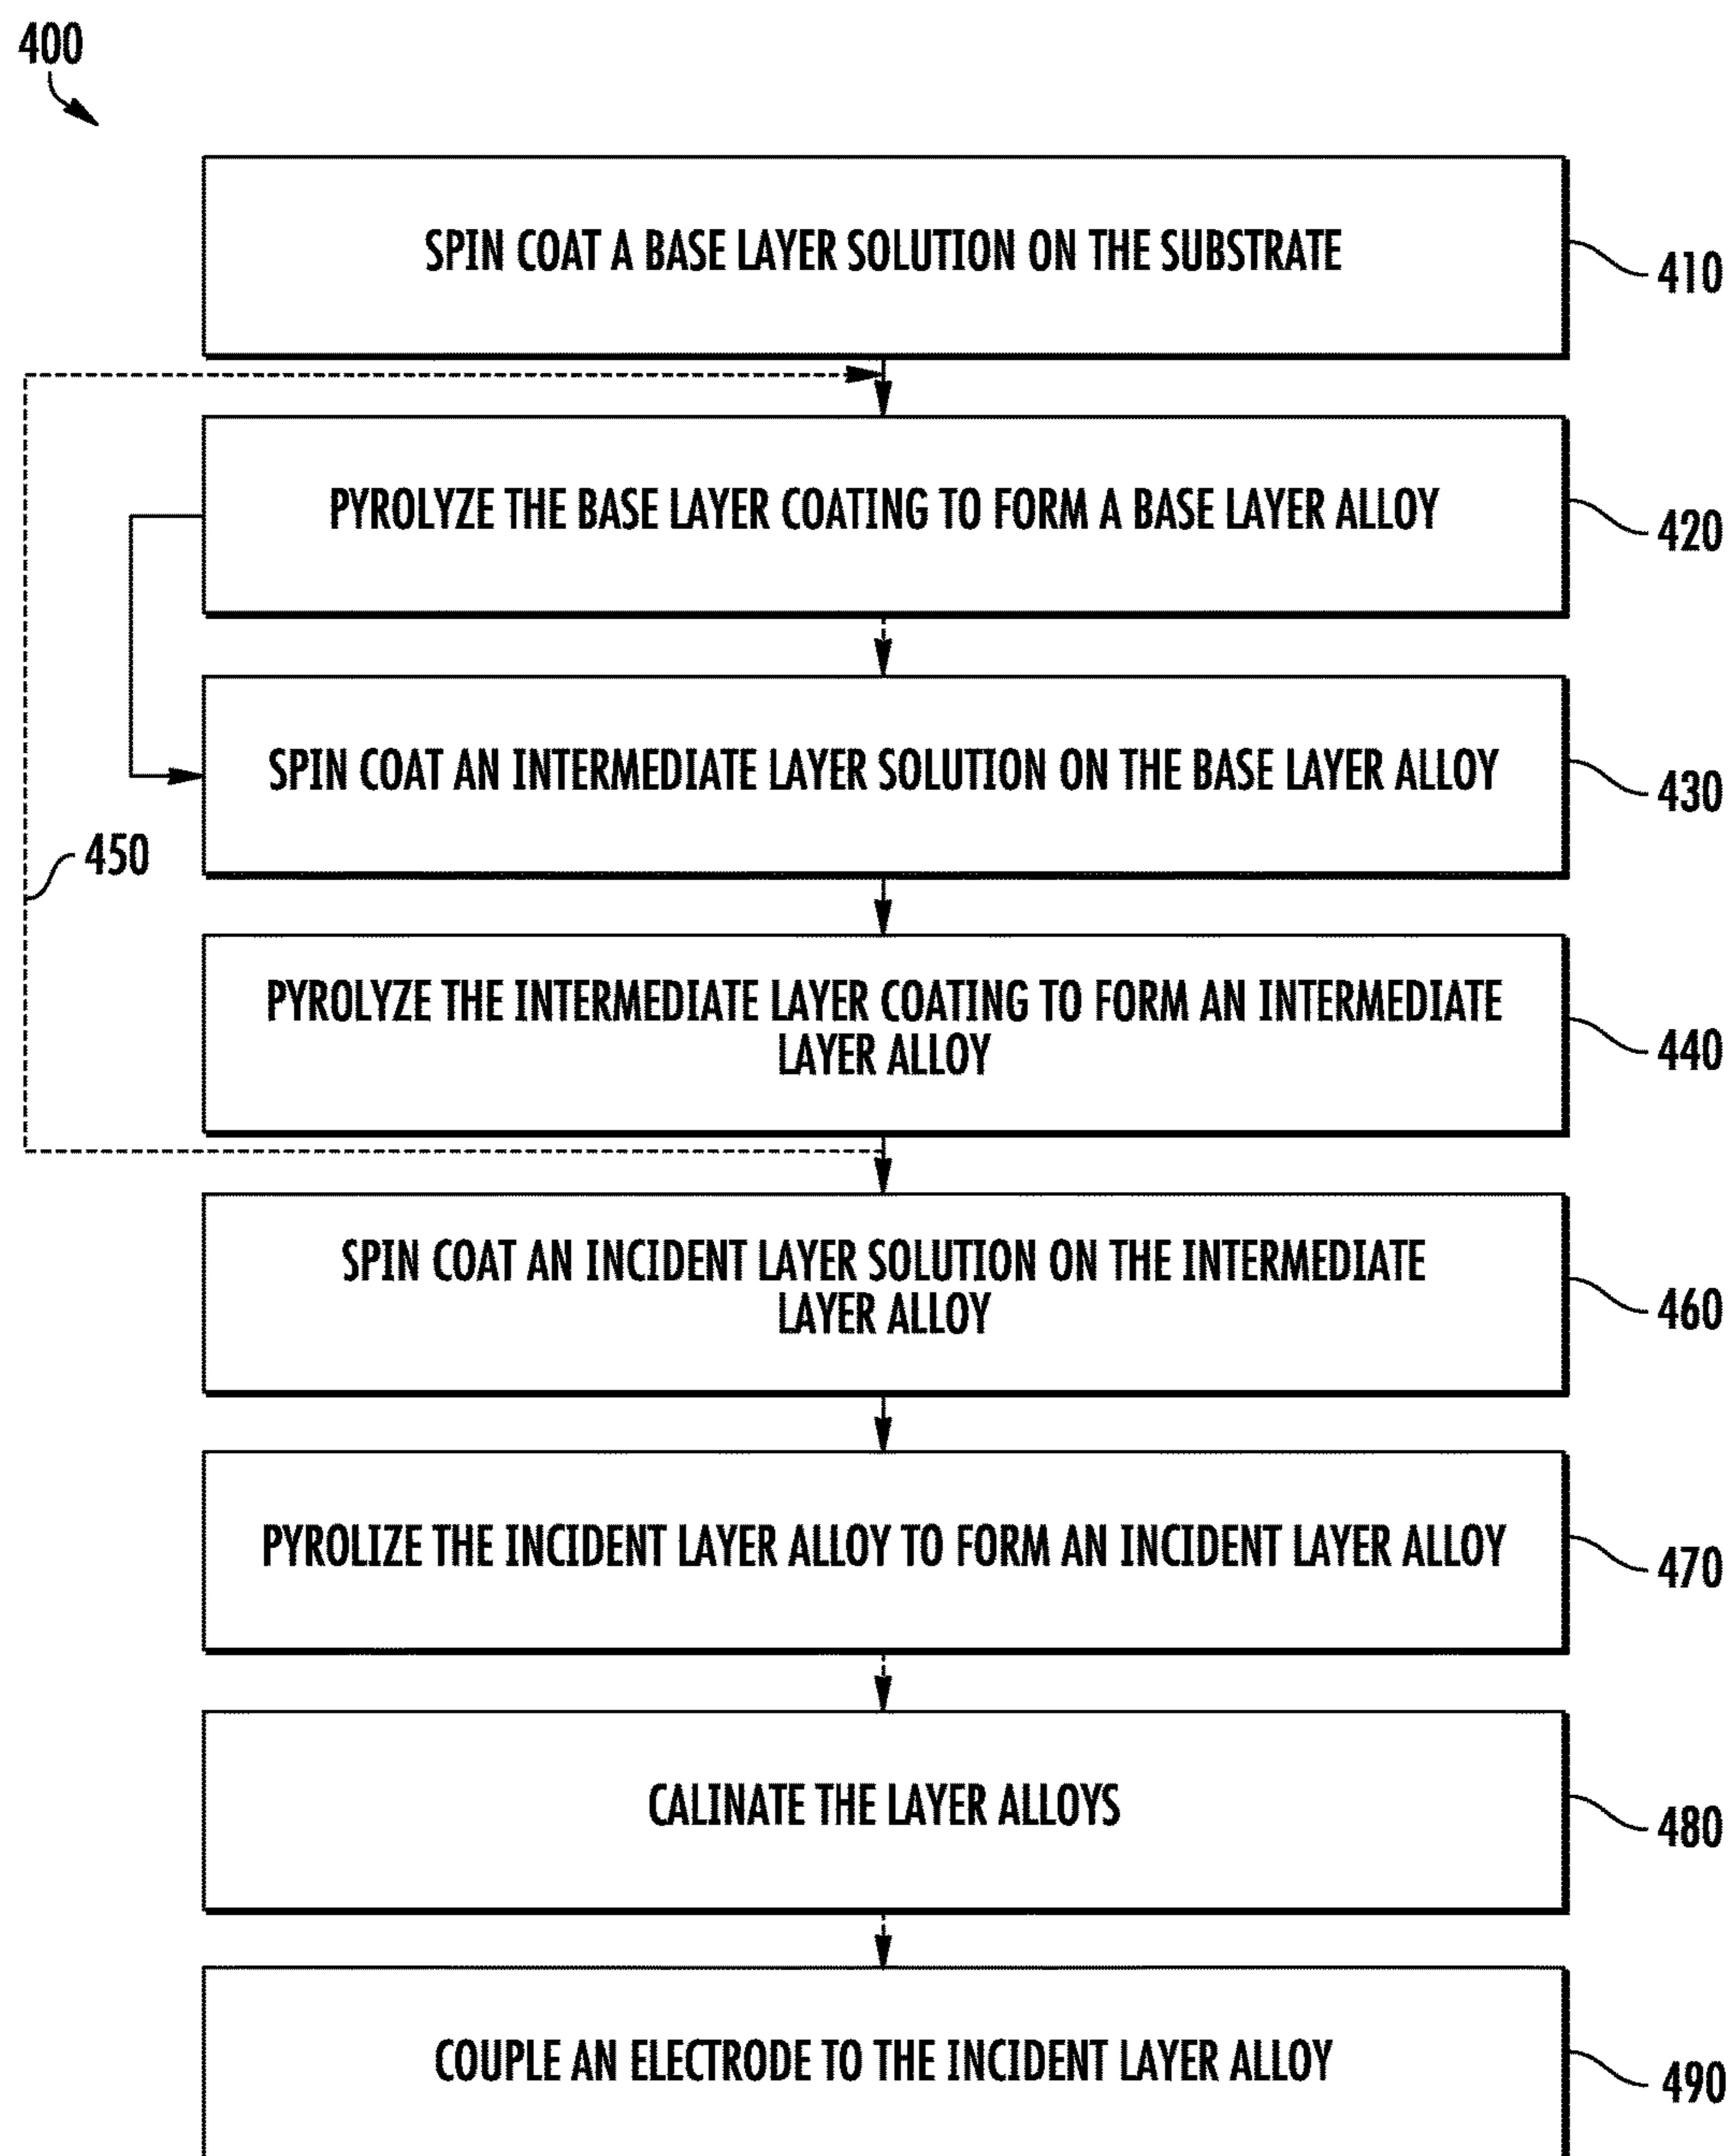 400
SPIN COAT A BASE LAYER SOLUTION ON THE SUBSTRATE
410
PYROLYZE THE BASE LAYER COATING TO FORM A BASE LAYER ALLOY
420
SPIN COAT AN INTERMEDIATE LAYER SOLUTION ON THE BASE LAYER ALLOY
430
450
PYROLYZE THE INTERMEDIATE LAYER COATING TO FORM AN INTERMEDIATE
LAYER ALLOY
440
SPIN COAT AN INCIDENT LAYER SOLUTION ON THE INTERMEDIATE
LAYER ALLOY
460
PYROLIZE THE INCIDENT LAYER ALLOY TO FORM AN INCIDENT LAYER ALLOY
470
CALINATE THE LAYER ALLOYS
480
COUPLE AN ELECTRODE TO THE INCIDENT LAYER ALLOY
490